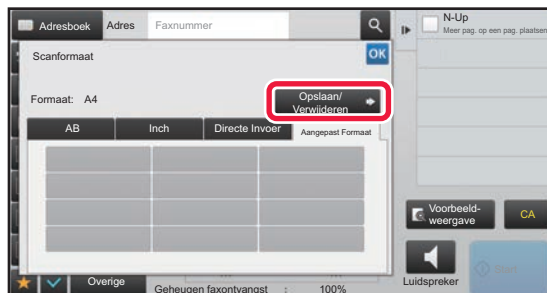 Adresboek
Adres
Faxnummer
N-Up
Meer pag. op een pag. plaatsen
Scanformaat
OK
Formaat: A4
Opslaan/
Verwijderen
AB
Inch
Directe Invoer
Aangepast Formaat
Voorbeeld-
weergave
CA
Start
Overige
Geheugen faxontvangst : 100%
Luidspreker